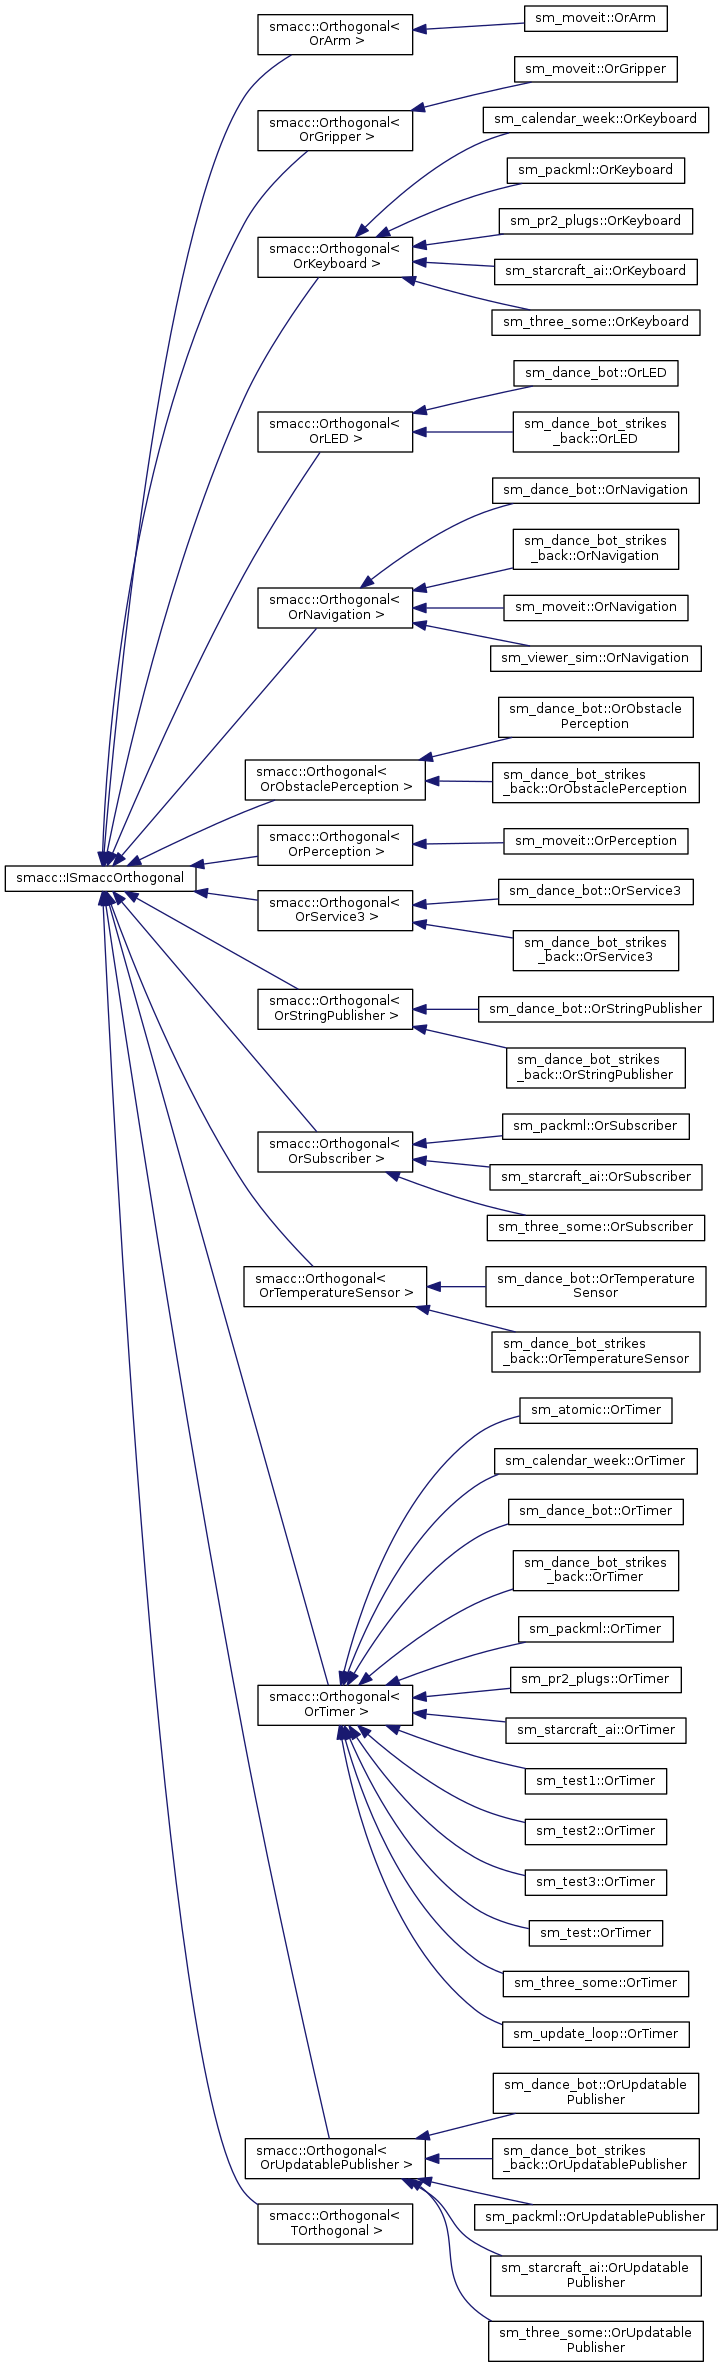 smacc::ISmaccOrthogonal
smacc::Orthogonal<
OrArm >
sm_moveit::OrArm
smacc::Orthogonal<
OrGripper >
sm_moveit::OrGripper
smacc::Orthogonal<
OrKeyboard >
sm_calendar_week::OrKeyboard
sm_packml::OrKeyboard
sm_pr2_plugs::OrKeyboard
sm_starcraft_ai::OrKeyboard
sm_three_some::OrKeyboard
smacc::Orthogonal<
OrLED >
sm_dance_bot::OrLED
sm_dance_bot_strikes
_back::OrLED
smacc::Orthogonal<
OrNavigation >
sm_dance_bot::OrNavigation
sm_dance_bot_strikes
_back::OrNavigation
sm_moveit::OrNavigation
sm_viewer_sim::OrNavigation
smacc::Orthogonal<
OrObstaclePerception >
sm_dance_bot::OrObstacle
Perception
sm_dance_bot_strikes
_back::OrObstaclePerception
smacc::Orthogonal<
OrPerception >
sm_moveit::OrPerception
smacc::Orthogonal<
OrService3 >
sm_dance_bot::OrService3
sm_dance_bot_strikes
_back::OrService3
smacc::Orthogonal<
OrStringPublisher >
sm_dance_bot::OrStringPublisher
sm_dance_bot_strikes
_back::OrStringPublisher
smacc::Orthogonal<
OrSubscriber >
sm_packml::OrSubscriber
sm_starcraft_ai::OrSubscriber
sm_three_some::OrSubscriber
smacc::Orthogonal<
OrTemperatureSensor >
sm_dance_bot::OrTemperature
Sensor
sm_dance_bot_strikes
_back::OrTemperatureSensor
smacc::Orthogonal<
OrTimer >
sm_atomic::OrTimer
sm_calendar_week::OrTimer
sm_dance_bot::OrTimer
sm_dance_bot_strikes
_back::OrTimer
sm_packml::OrTimer
sm_pr2_plugs::OrTimer
sm_starcraft_ai::OrTimer
sm_test1::OrTimer
sm_test2::OrTimer
sm_test3::OrTimer
sm_test::OrTimer
sm_three_some::OrTimer
sm_update_loop::OrTimer
smacc::Orthogonal<
OrUpdatablePublisher >
sm_dance_bot::OrUpdatable
Publisher
sm_dance_bot_strikes
_back::OrUpdatablePublisher
sm_packml::OrUpdatablePublisher
sm_starcraft_ai::OrUpdatable
Publisher
sm_three_some::OrUpdatable
Publisher
smacc::Orthogonal<
TOrthogonal >